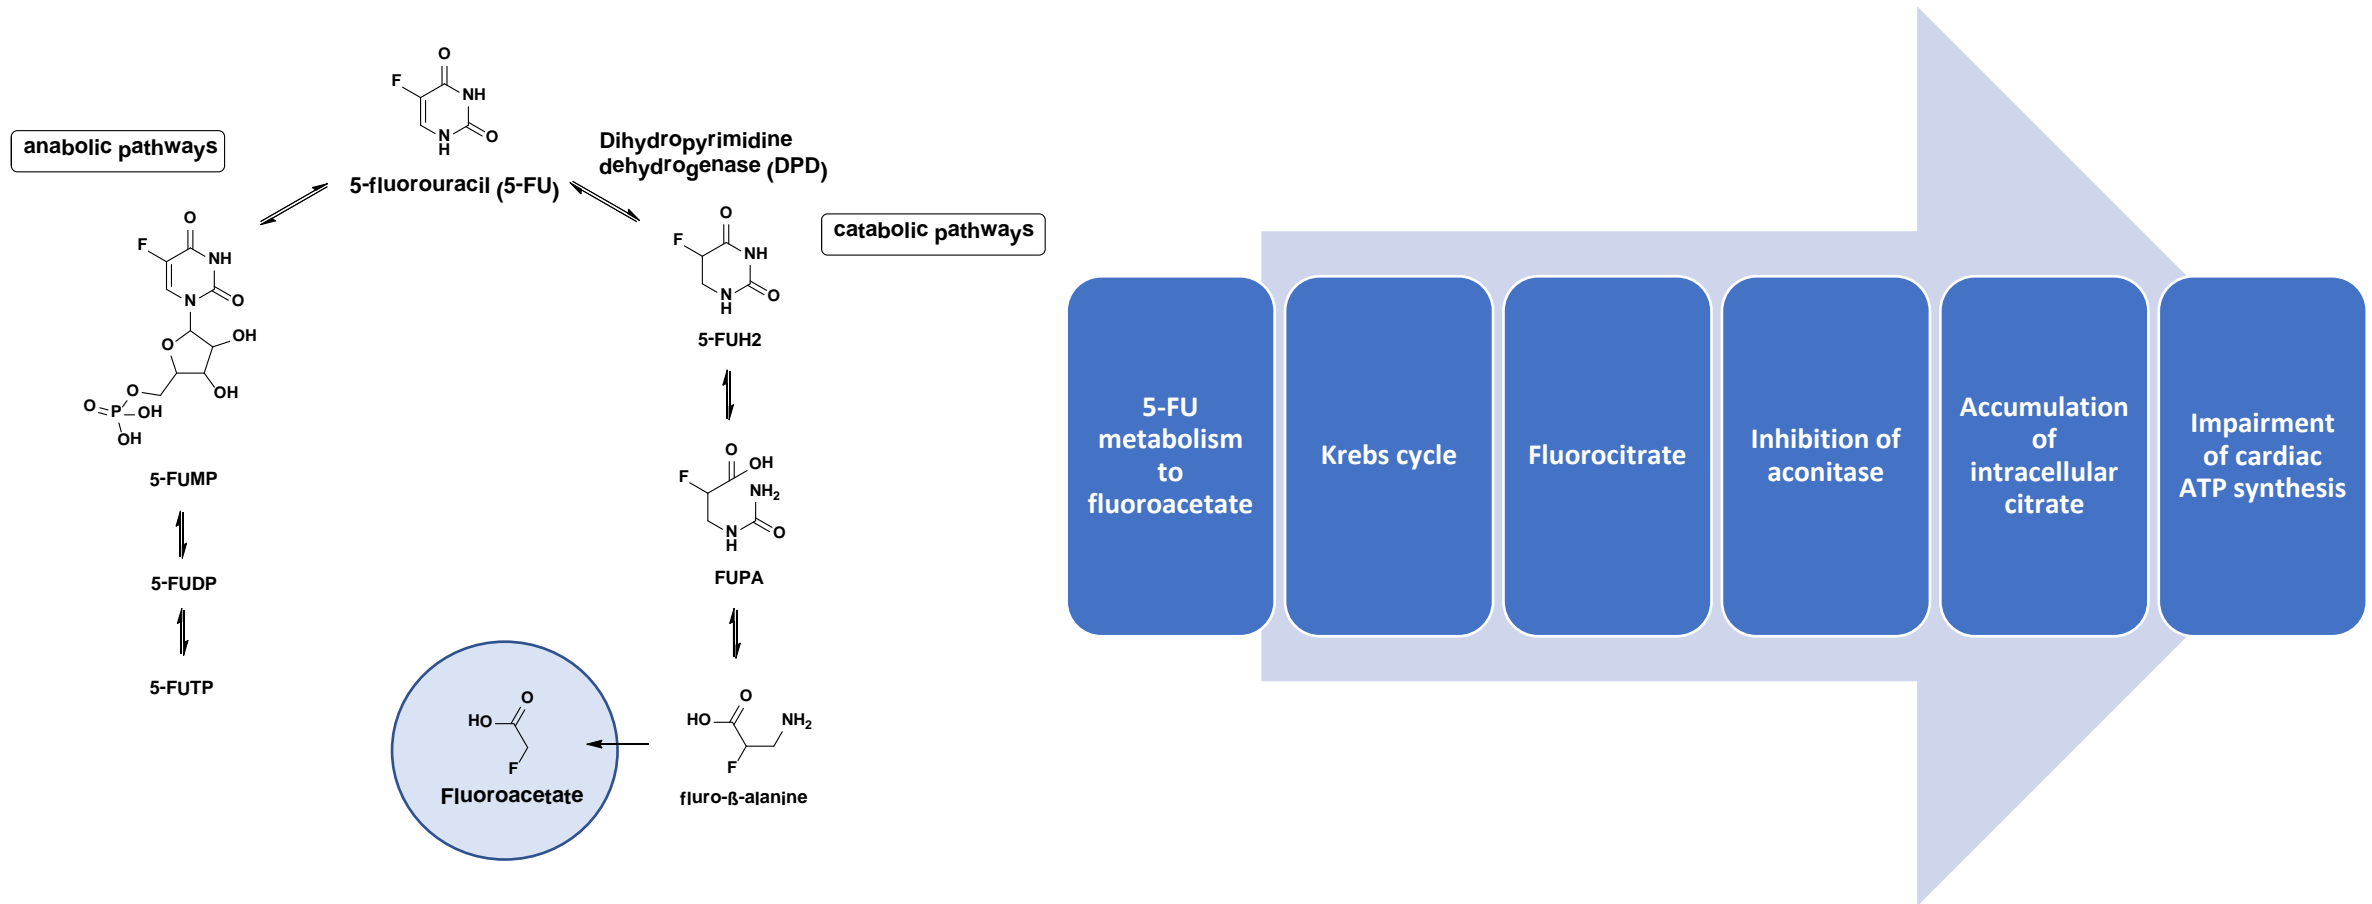 anabolic pathways
O
F
NH
N
H
O
5-fluorouracil (5-FU)
Dihydropyrimidine
dehydrogenase (DPD)
catabolic pathways
O
F
NH
N
O
O
OH
OH
O
O
P
OH
OH
5-FUMP
5-FUDP
5-FUTP
O
F
NH
N
H
O
5-FUH2
O
OH
F
NH2
N
H
O
FUPA
O
HO
NH2
F
fluro-ß-alanine
O
HO
F
Fluoroacetate
5-FU
metabolism
to
fluoroacetate
Krebs cycle
Fluorocitrate
Inhibition of
aconitase
Accumulation
of
intracellular
citrate
Impairment
of cardiac
ATP synthesis